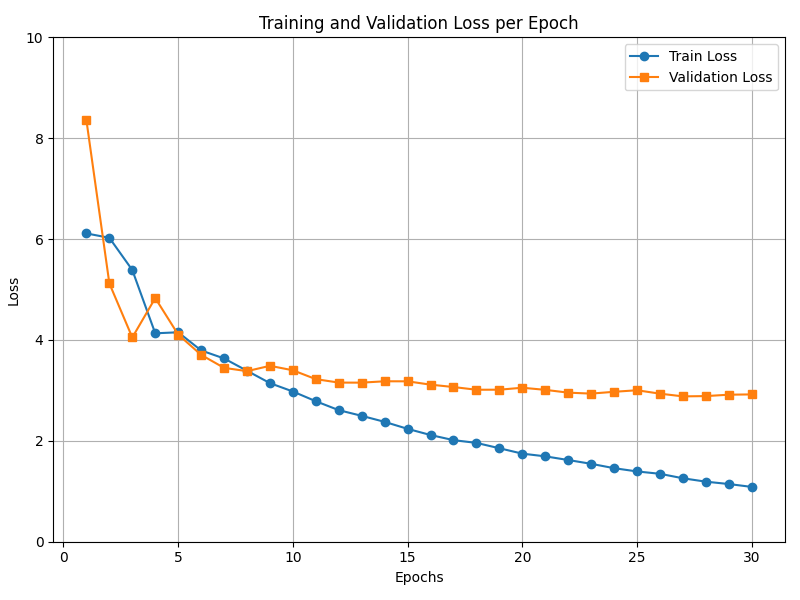 Training and Validation Loss per Epoch
10
8
6
4
2
0
Loss
Train Loss
Validation Loss
0 5 10 15 20 25 30
Epochs